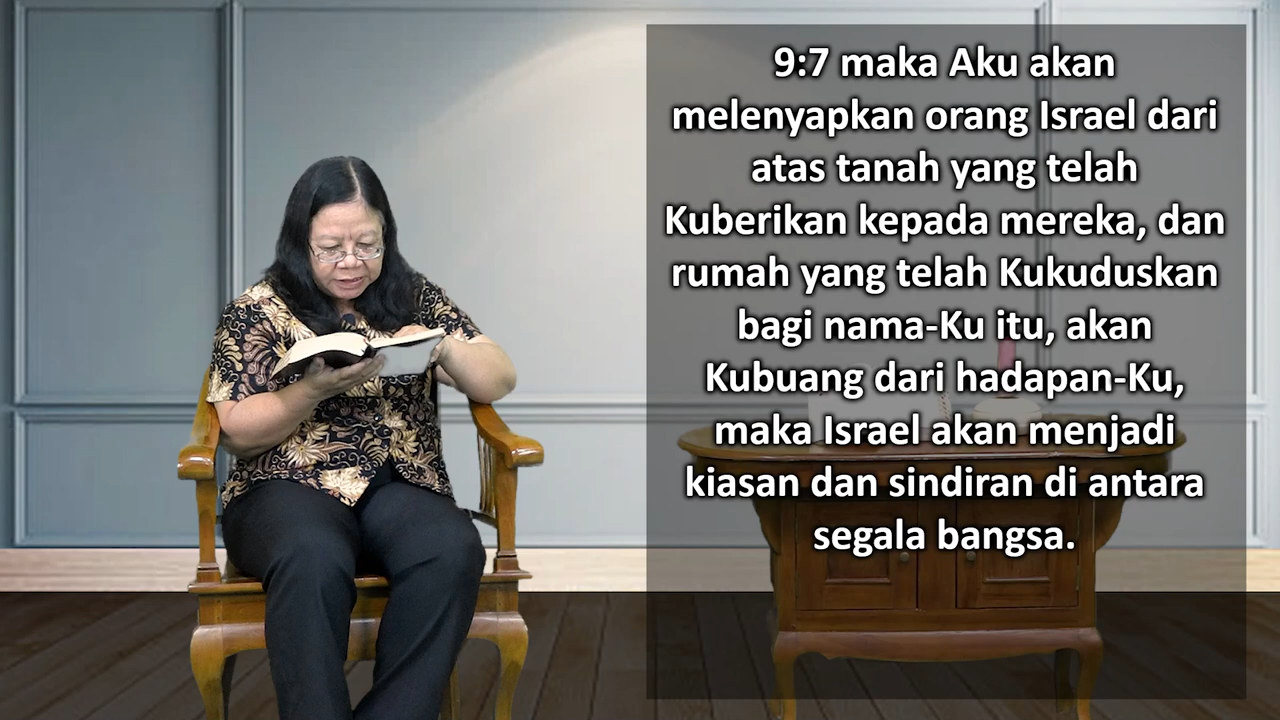 9:7 maka Aku akan
melenyapkan orang Israel dari
atas tanah yang telah
Kuberikan kepada mereka, dan
rumah yang telah Kukuduskan
bagi nama-Ku itu, akan
Kubuang dari hadapan-Ku,
maka Israel akan menjadi
kiasan dan sindiran di antara
segala bangsa.